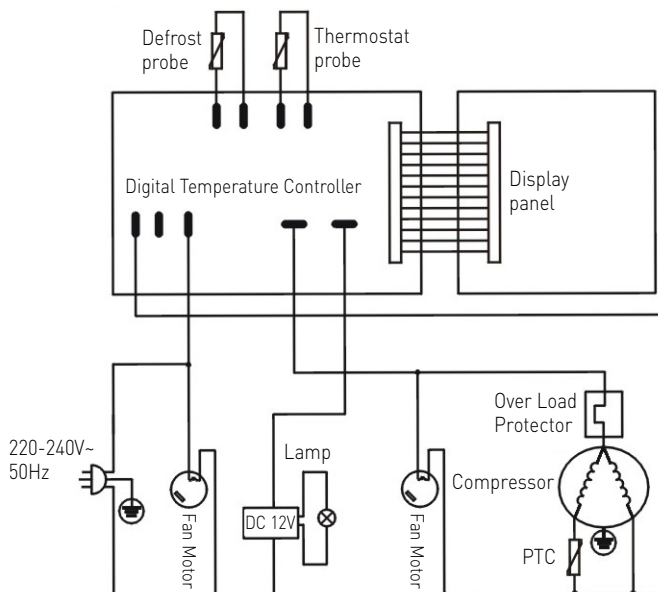 Defrost
probe
Thermostat
probe
Digital Temperature Controller
Display
panel
220-240V~
50Hz
Fan Motor
Lamp
DC 12V
Fan Motor
Over Load
Protector
Compressor
PTC